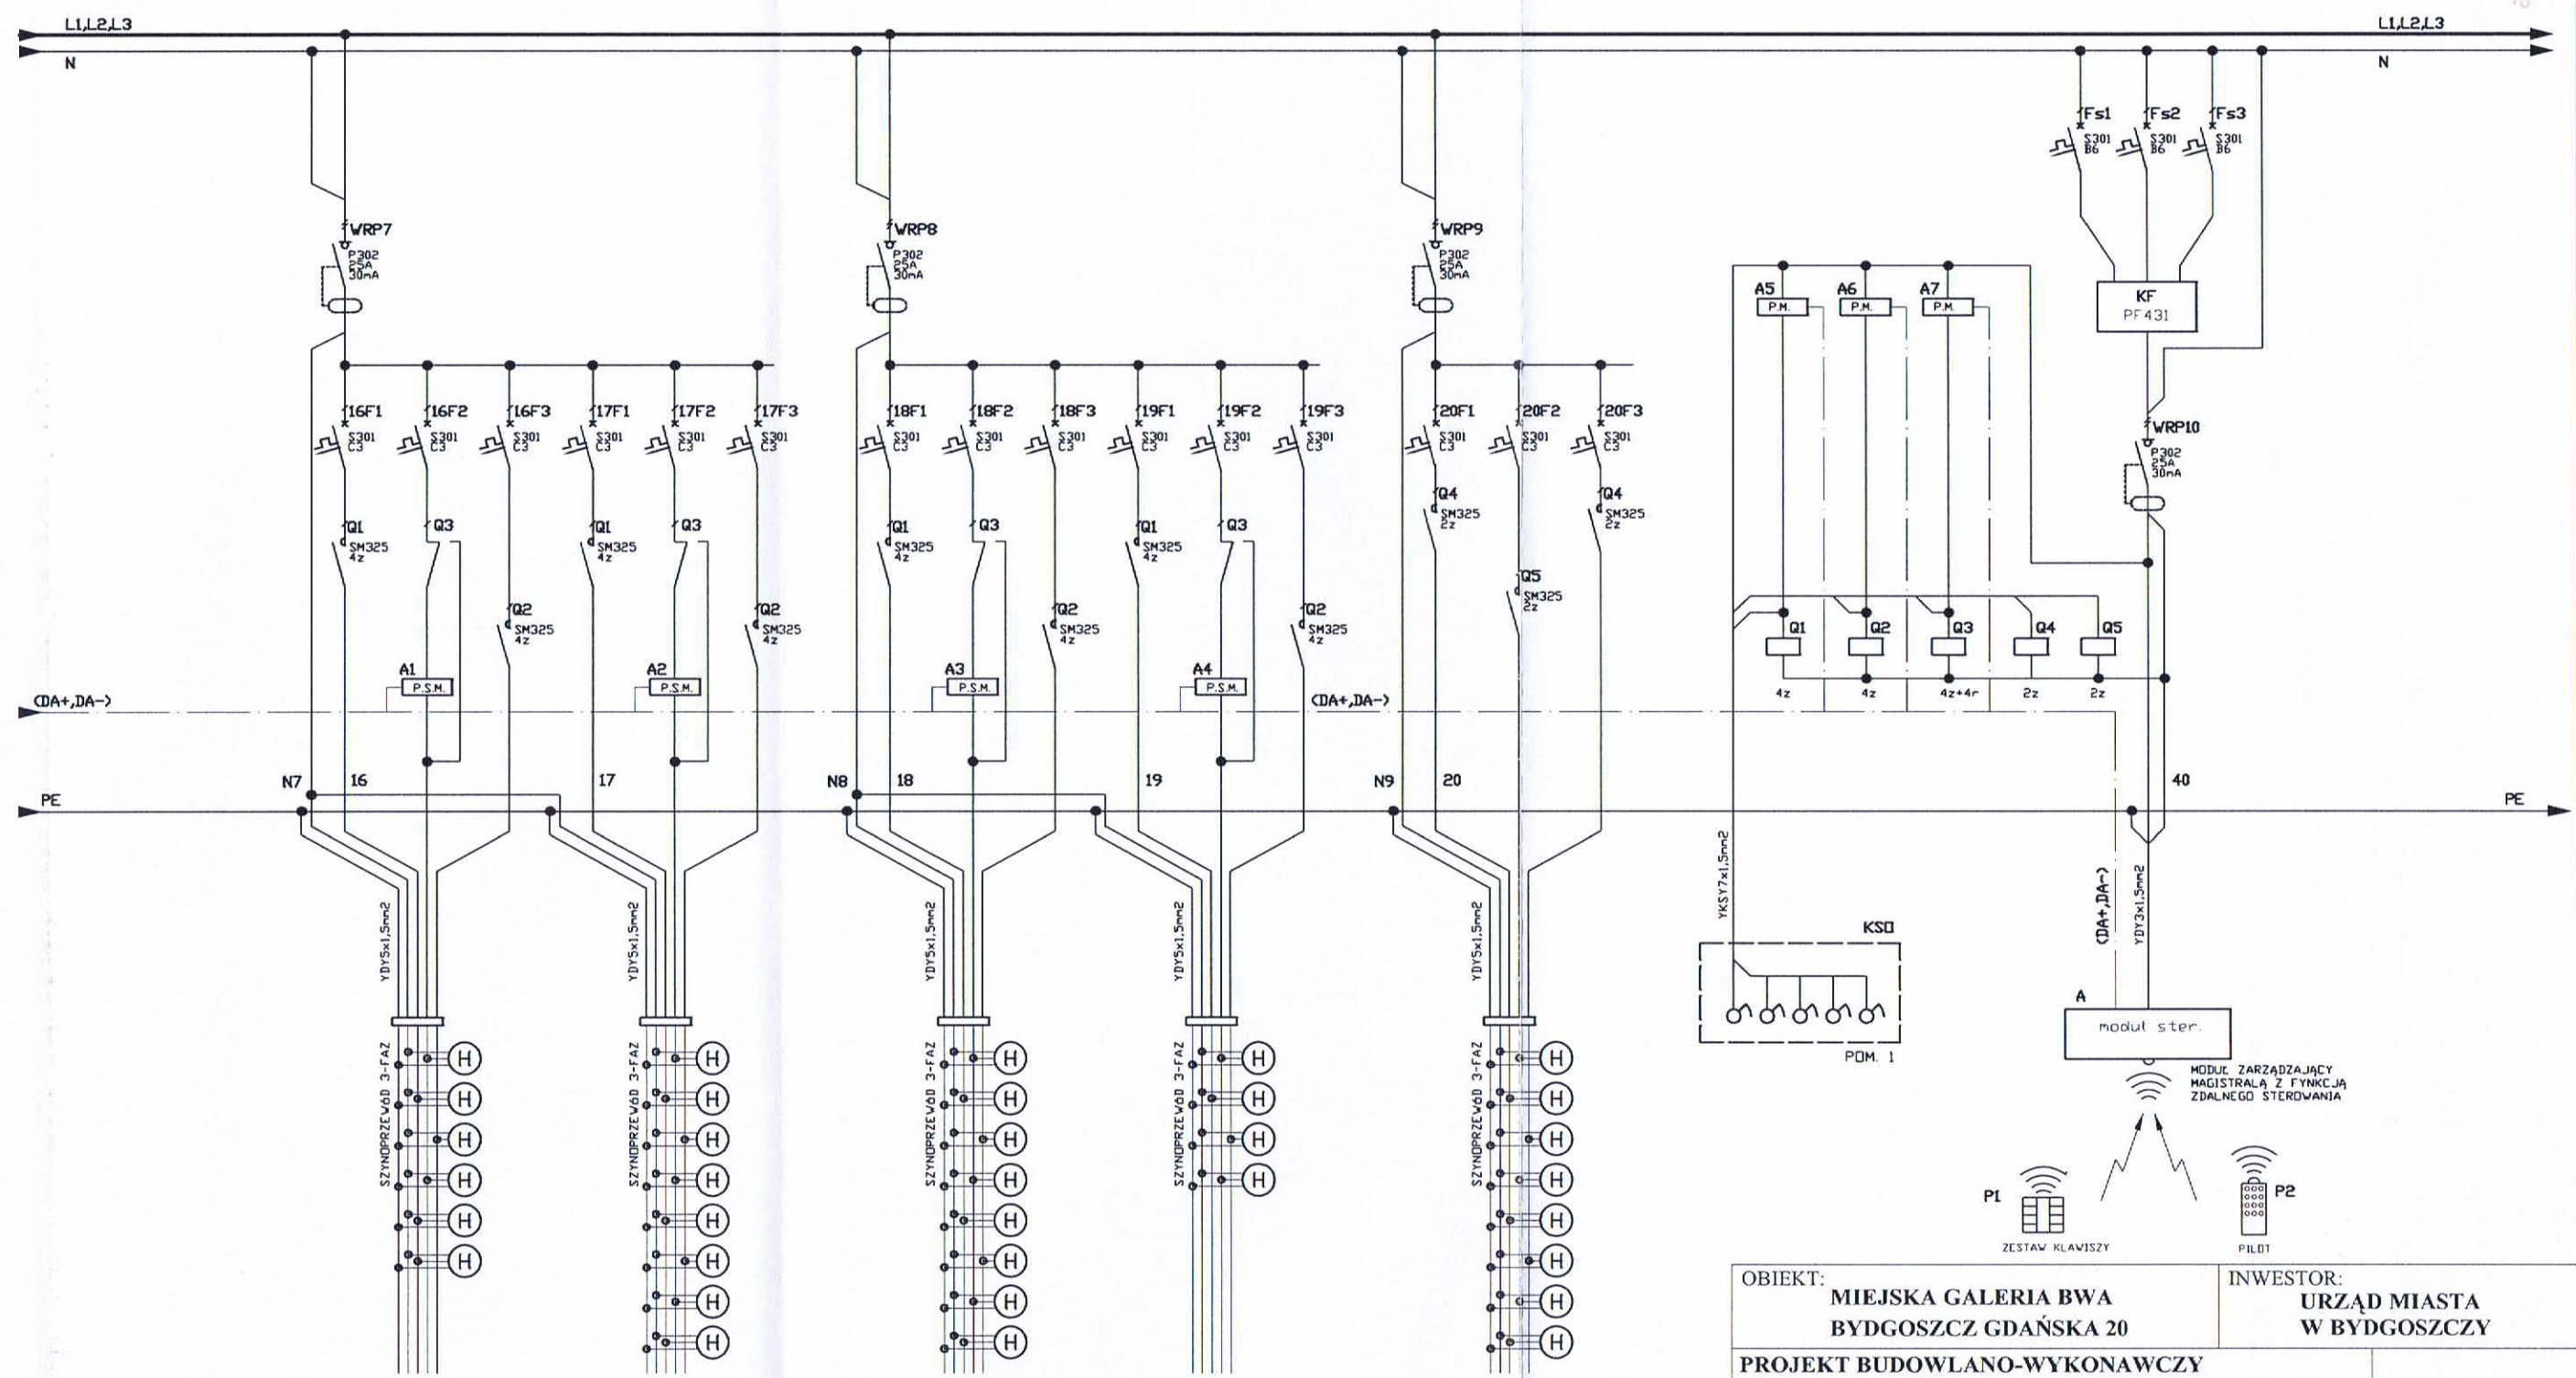 L1,L2,L3
L1,L2,L3
N
N
Fs1
Fs2
Fs3
S301
B6
S301
B6
S301
B6
WRP7
P302
25A
30mA
WRP8
P302
25A
30mA
WRP9
P302
25A
30mA
A5
P.M.
A6
P.M.
A7
P.M.
KF
PF431
16F1
S301
C3
16F2
S301
C3
16F3
S301
C3
17F1
S301
C3
17F2
S301
C3
17F3
S301
C3
18F1
S301
C3
18F2
S301
C3
18F3
S301
C3
19F1
S301
C3
19F2
S301
C3
19F3
S301
C3
20F1
S301
C3
20F2
S301
C3
20F3
S301
C3
WRP10
P302
25A
30mA
Q4
SM325
2z
Q4
SM325
2z
Q1
SM325
4z
Q3
Q1
SM325
4z
Q3
Q1
SM325
4z
Q3
Q1
SM325
4z
Q3
Q5
SM325
2z
Q2
SM325
4z
Q2
SM325
4z
Q2
SM325
4z
Q2
SM325
4z
Q1
Q2
Q3
Q4
Q5
A1
P.S.M.
A2
P.S.M.
A3
P.S.M.
A4
P.S.M.
4z
4z
4z+4r
2z
2z
(DA+,DA-)
(DA+,DA-)
N7
16
17
N8
18
19
N9
20
40
PE
PE
YDY5x1,5mm2
YDY5x1,5mm2
YDY5x1,5mm2
YDY5x1,5mm2
YDY5x1,5mm2
YKSY7x1,5mm2
(DA+,DA-)
YDY3x1,5mm2
KSO
POM. 1
A
moduł ster.
MODUŁ ZARZĄDZAJĄCY
MAGISTRALĄ Z FYNKCJĄ
ZDALNEGO STEROWANIA
SZYNOPRZEWóD 3-FAZ
SZYNOPRZEWóD 3-FAZ
SZYNOPRZEWóD 3-FAZ
SZYNOPRZEWóD 3-FAZ
SZYNOPRZEWóD 3-FAZ
H H H H H
H H H H H
H H H H H
H H H H H
H H H H
H H H H
H H H
H H H
P1
ZESTAW KLAWISZY
P2
PILOT
OBIEKT:
MIEJSKA GALERIA BWA
BYDGOSZCZ GDAŃSKA 20
INWESTOR:
URZĄD MIASTA
W BYDGOSZCZY
PROJEKT BUDOWLANO-WYKONAWCZY